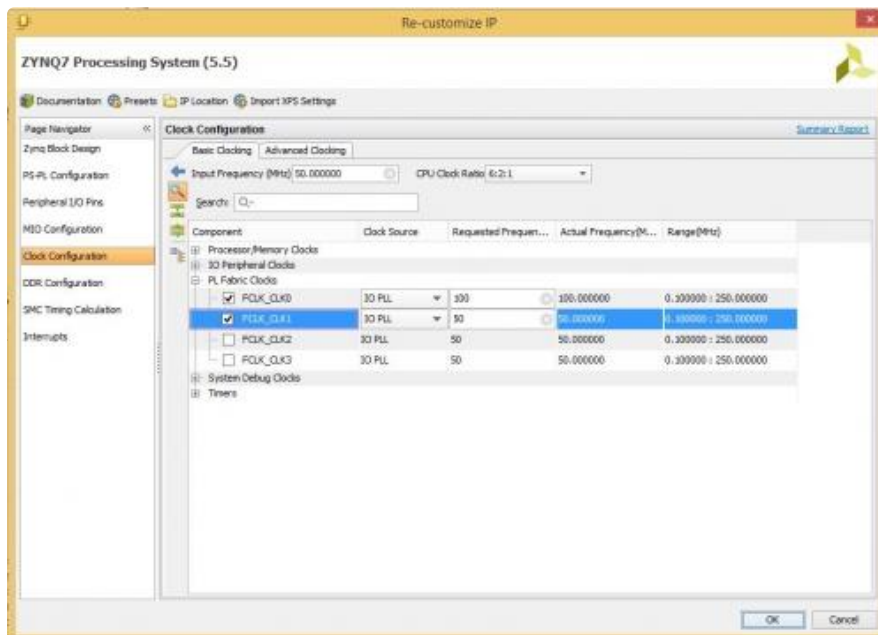 Re-customize IP
ZYNQ7 Processing System (5.5)
Documentation Presets IP Location Import XPS Settings
Page Navigator «
Zynq Block Design
PS-PL Configuration
Peripheral I/O Pins
MIO Configuration
Clock Configuration
DDR Configuration
SMC Timing Calculation
Interrupts
Clock Configuration Summary Report
Basic Clocking Advanced Clocking
Input Frequency (MHz) 50.000000 CPU Clock Ratio 6:2:1
Search:
Component Clock Source Requested Frequen... Actual Frequency(M... Range(MHz)
Processor/Memory Clocks
IO Peripheral Clocks
PL Fabric Clocks
FCLK_CLK0 IO PLL 100 100.000000 0.100000 : 250.000000
FCLK_CLK1 IO PLL 50 50.000000 0.100000 : 250.000000
FCLK_CLK2 IO PLL 50 50.000000 0.100000 : 250.000000
FCLK_CLK3 IO PLL 50 50.000000 0.100000 : 250.000000
System Debug Clocks
Timers
OK Cancel